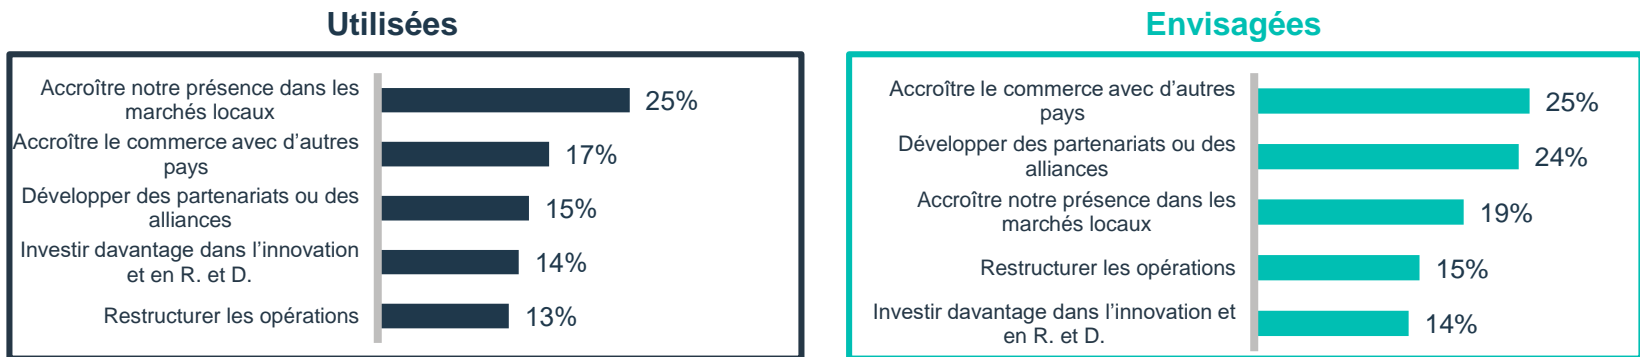 Utilisées
Accroître notre présence dans les
marchés locaux
25%
Accroître le commerce avec d’autres
pays
17%
Développer des partenariats ou des
alliances
15%
Investir davantage dans l’innovation
et en R. et D.
14%
Restructurer les opérations
13%
Envisagées
Accroître le commerce avec d’autres
pays
25%
Développer des partenariats ou des
alliances
24%
Accroître notre présence dans les
marchés locaux
19%
Restructurer les opérations
15%
Investir davantage dans l’innovation et
en R. et D.
14%